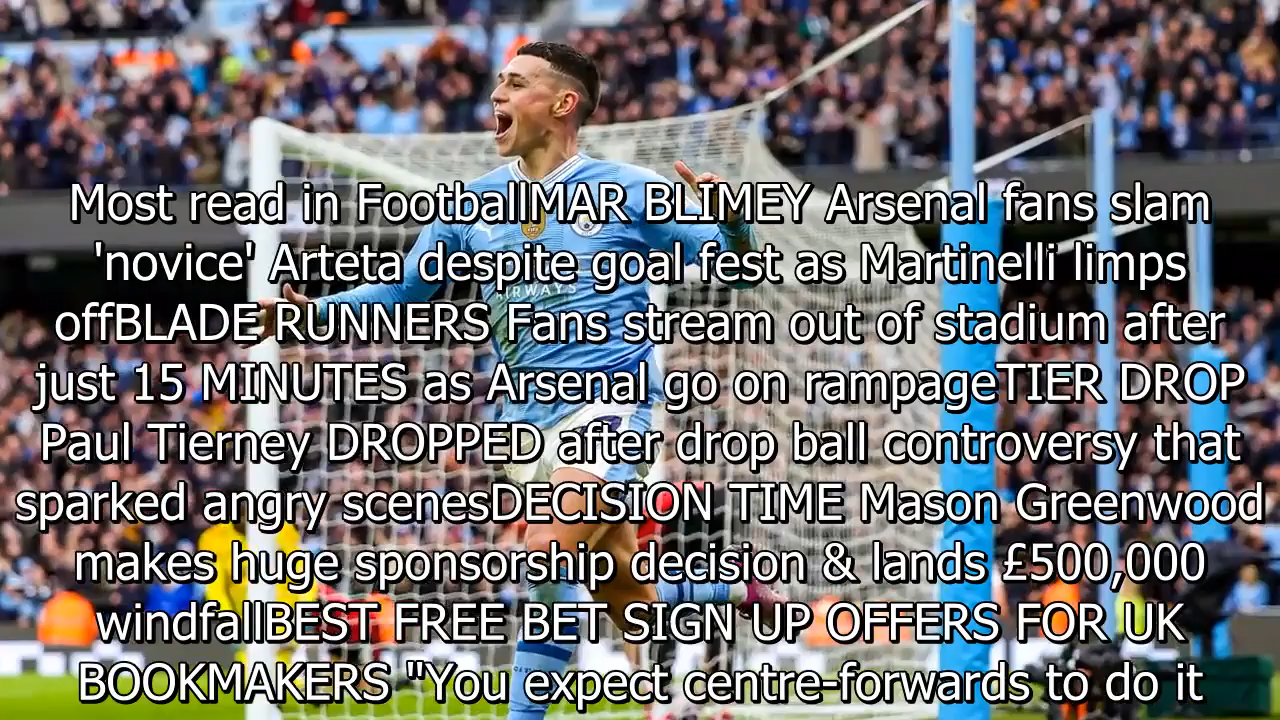 Most read in FootballMAR BLIMEY Arsenal fans slam
'novice' Arteta despite goal fest as Martinelli limps
offBLADE RUNNERS Fans stream out of stadium after
just 15 MINUTES as Arsenal go on rampageTIER DROP
Paul Tierney DROPPED after drop ball controversy that
sparked angry scenesDECISION TIME Mason Greenwood
makes huge sponsorship decision & lands £500,000
windfallBEST FREE BET SIGN UP OFFERS FOR UK
BOOKMAKERS "You expect centre-forwards to do it
AIRWAYS